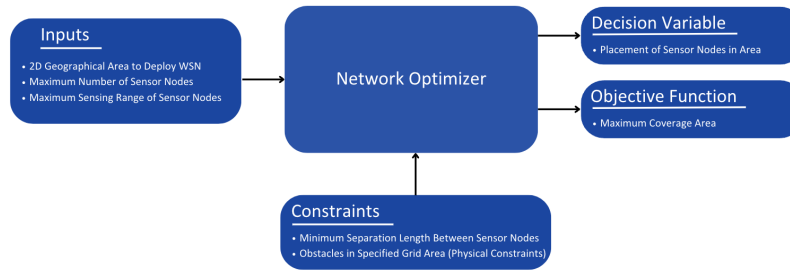 Inputs
• 2D Geographical Area to Deploy WSN
• Maximum Number of Sensor Nodes
• Maximum Sensing Range of Sensor Nodes
Network Optimizer
Decision Variable
• Placement of Sensor Nodes in Area
Objective Function
• Maximum Coverage Area
Constraints
• Minimum Separation Length Between Sensor Nodes
• Obstacles in Specified Grid Area (Physical Constraints)